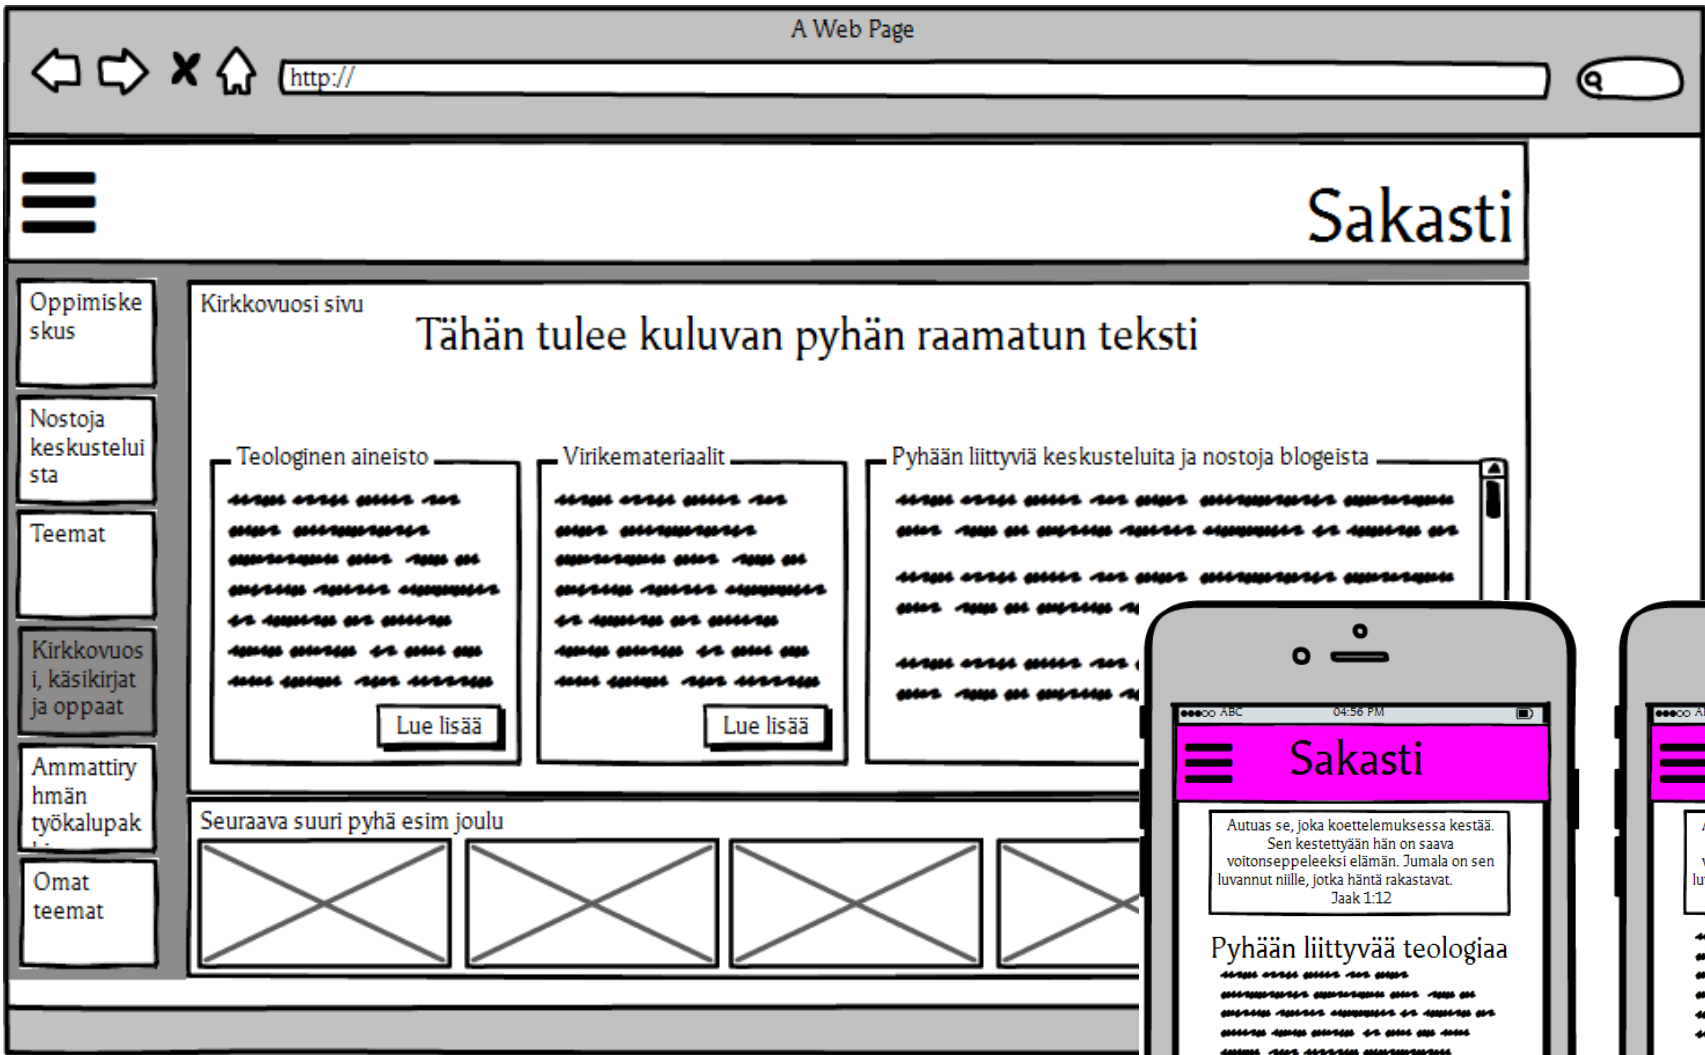 A Web Page
http://
Sakasti
Oppimiske
skus
Nostoja
keskustelui
sta
Teemat
Kirkkovuos
i, käsikirjat
ja oppaat
Ammattiry
hmän
työkalupak
Omat
teemat
Kirkkovuosi sivu
Tähän tulee kuluvan pyhän raamatun teksti
Teologinen aineisto
Lue lisää
Virikemateriaalit
Lue lisää
Pyhään liittyviä keskusteluita ja nostoja blogeista
Seuraava suuri pyhä esim joulu
ABC 04:56 PM
Sakasti
Autuas se, joka koettelemuksessa kestää.
Sen kestettyään hän on saava
voitonseppeleeksi elämän. Jumala on sen
luvannut niille, jotka häntä rakastavat.
Jaak 1:12
Pyhään liittyvää teologiaa